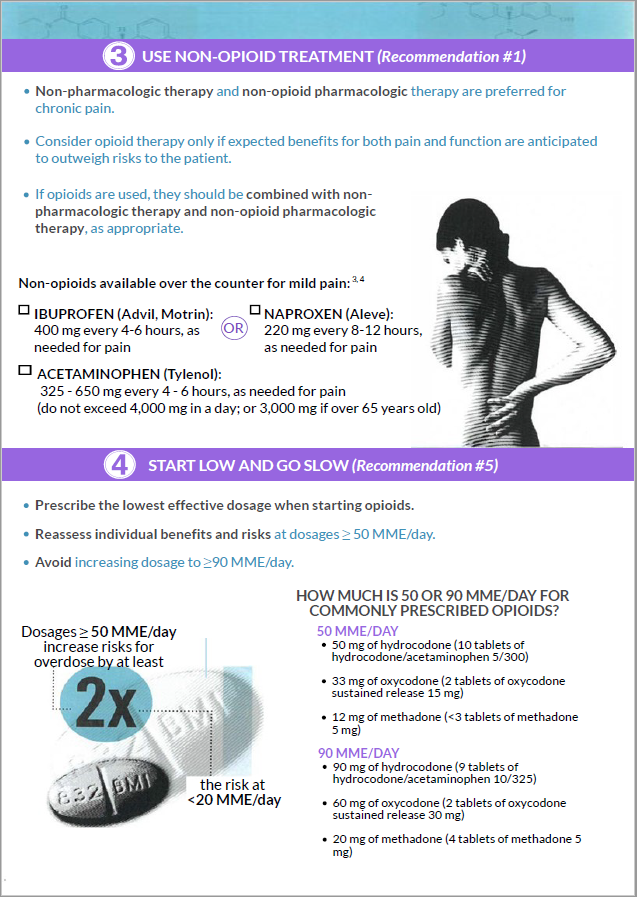 3 USE NON-OPIOID TREATMENT (Recommendation #1)
• Non-pharmacologic therapy and non-opioid pharmacologic therapy are preferred for
chronic pain.
• Consider opioid therapy only if expected benefits for both pain and function are anticipated
to outweigh risks to the patient.
• If opioids are used, they should be combined with non-
pharmacologic therapy and non-opioid pharmacologic
therapy, as appropriate.
Non-opioids available over the counter for mild pain: 3, 4
☐ IBUPROFEN (Advil, Motrin):
400 mg every 4-6 hours, as
needed for pain
OR
☐ NAPROXEN (Aleve):
220 mg every 8-12 hours,
as needed for pain
☐ ACETAMINOPHEN (Tylenol):
325 - 650 mg every 4 - 6 hours, as needed for pain
(do not exceed 4,000 mg in a day; or 3,000 mg if over 65 years old)
4 START LOW AND GO SLOW (Recommendation #5)
• Prescribe the lowest effective dosage when starting opioids.
• Reassess individual benefits and risks at dosages ≥ 50 MME/day.
• Avoid increasing dosage to ≥90 MME/day.
Dosages ≥ 50 MME/day
increase risks for
overdose by at least
2x
the risk at
<20 MME/day
832 BMI
832 BMI
HOW MUCH IS 50 OR 90 MME/DAY FOR
COMMONLY PRESCRIBED OPIOIDS?
50 MME/DAY
• 50 mg of hydrocodone (10 tablets of
hydrocodone/acetaminophen 5/300)
• 33 mg of oxycodone (2 tablets of oxycodone
sustained release 15 mg)
• 12 mg of methadone (<3 tablets of methadone
5 mg)
90 MME/DAY
• 90 mg of hydrocodone (9 tablets of
hydrocodone/acetaminophen 10/325)
• 60 mg of oxycodone (2 tablets of oxycodone
sustained release 30 mg)
• 20 mg of methadone (4 tablets of methadone 5
mg)